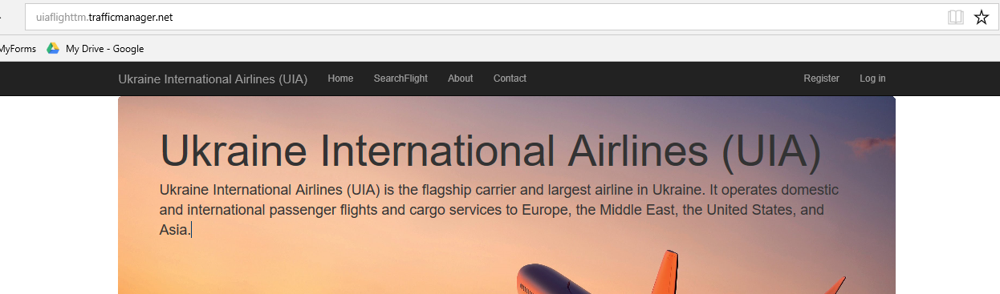 uiaflighttm.trafficmanager.net
MyForms My Drive - Google
Ukraine International Airlines (UIA) Home SearchFlight About Contact Register Log in
Ukraine International Airlines (UIA)
Ukraine International Airlines (UIA) is the flagship carrier and largest airline in Ukraine. It operates domestic
and international passenger flights and cargo services to Europe, the Middle East, the United States, and
Asia.